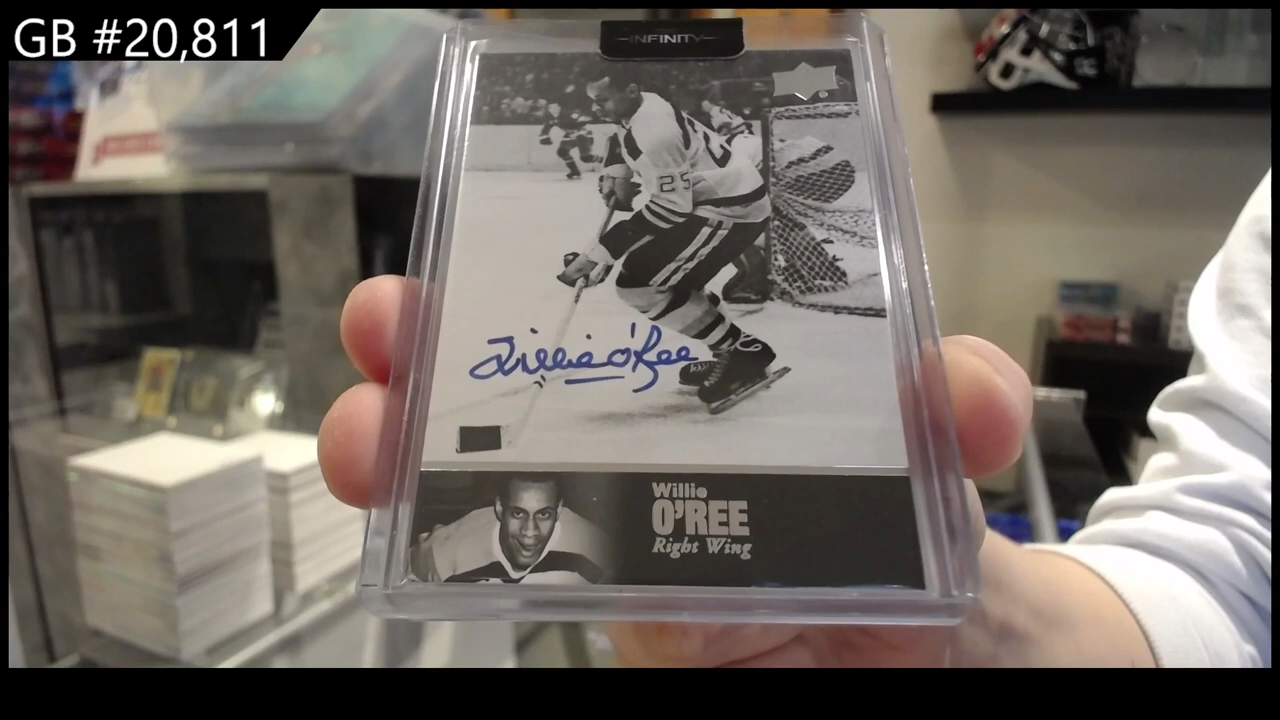 GB #20,811
INFINITY
25
Willie O'Ree
Willie
O'REE
Right Wing